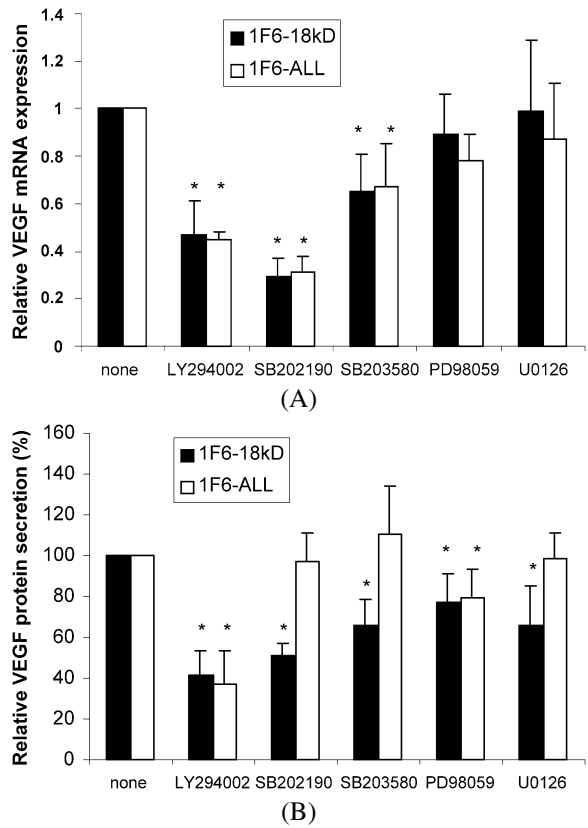 1.4
1.2
1
0.8
0.6
0.4
0.2
0
Relative VEGF mRNA expression
1F6-18kD
1F6-ALL
* * * * * *
none LY294002 SB202190 SB203580 PD98059 U0126
(A)
160
140
120
100
80
60
40
20
0
Relative VEGF protein secretion (%)
1F6-18kD
1F6-ALL
* * * * * * *
none LY294002 SB202190 SB203580 PD98059 U0126
(B)